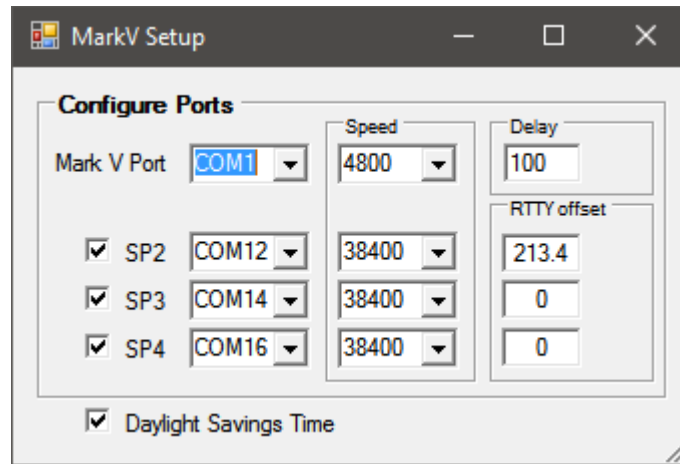 MarkV Setup
Configure Ports
Speed
Delay
Mark V Port COM1 4800 100
RTTY offset
SP2 COM12 38400 213.4
SP3 COM14 38400 0
SP4 COM16 38400 0
Daylight Savings Time